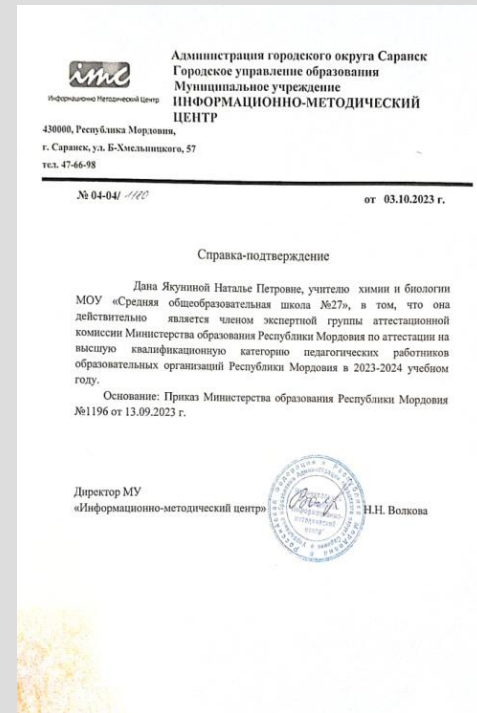 imc
Информационно Методический Центр
Администрация городского округа Саранск
Городское управление образования
Муниципальное учреждение
ИНФОРМАЦИОННО-МЕТОДИЧЕСКИЙ
ЦЕНТР
430000, Республика Мордовия,
г. Саранск, ул. Б-Хмельницкого, 57
тел. 47-66-98
№ 04-04/ 1180
от 03.10.2023 г.
Справка-подтверждение
Дана Якуниной Наталье Петровне, учителю химии и биологии
МОУ «Средняя общеобразовательная школа №27», в том, что она
действительно является членом экспертной группы аттестационной
комиссии Министерства образования Республики Мордовия по аттестации на
высшую квалификационную категорию педагогических работников
образовательных организаций Республики Мордовия в 2023-2024 учебном
году.
Основание: Приказ Министерства образования Республики Мордовия
№1196 от 13.09.2023 г.
Директор МУ
«Информационно-методический центр»
Н.Н. Волкова